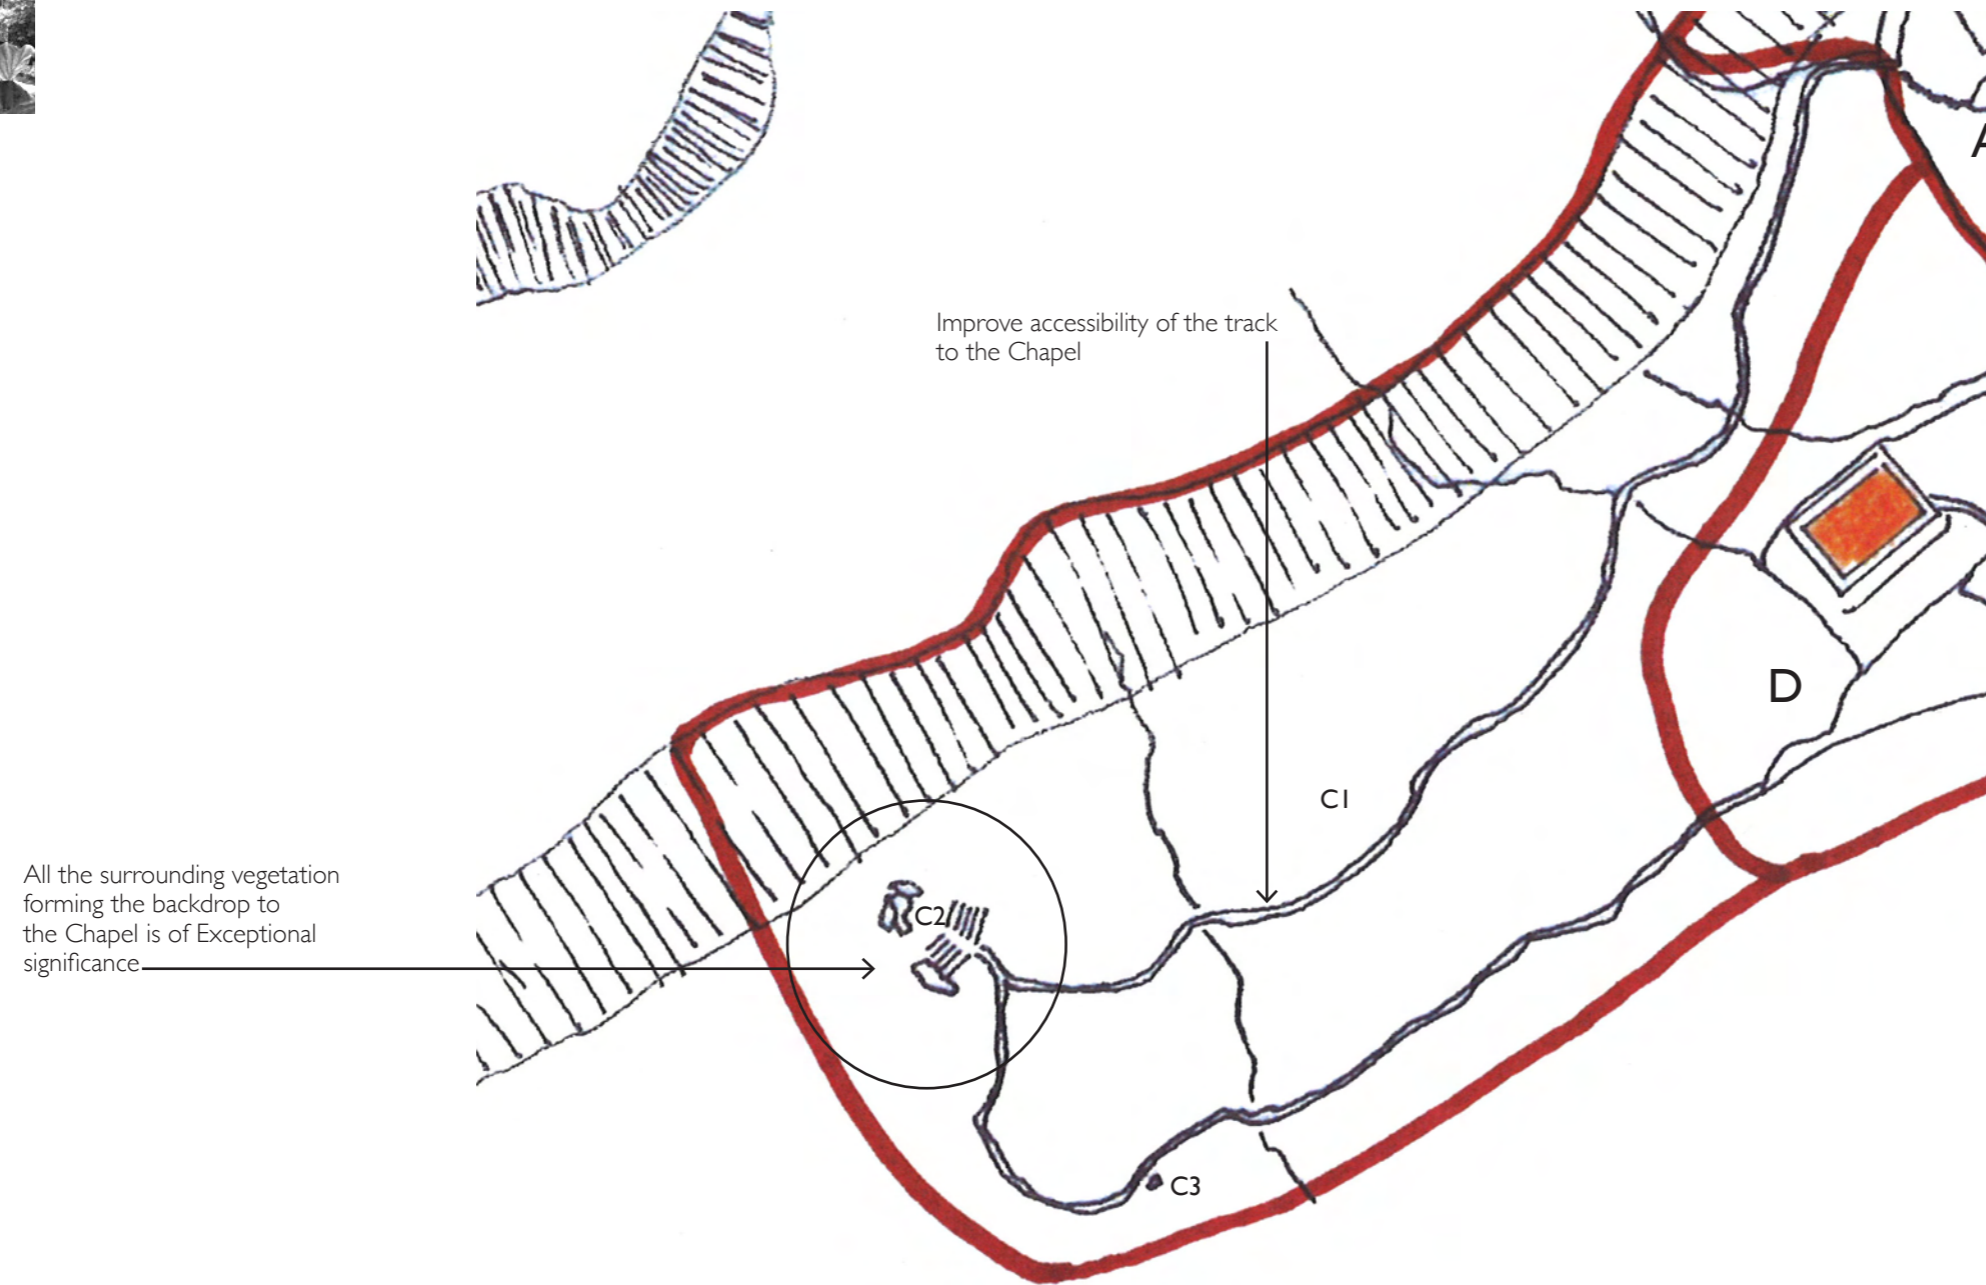 A
Improve accessibility of the track
to the Chapel
D
C1
All the surrounding vegetation
forming the backdrop to
the Chapel is of Exceptional
significance
C2
C3